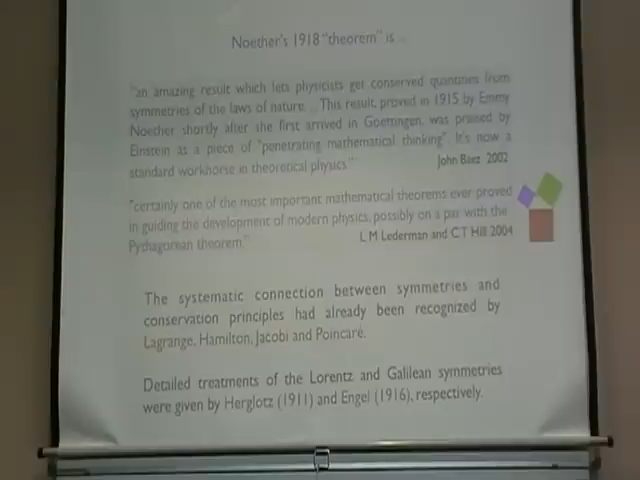 Noether's 1918 "theorem" is ...
"an amazing result which lets physicists get conserved quantities from
symmetries of the laws of nature. .. This result, proved in 1915 by Emmy
Noether shortly after she first arrived in Goettingen, was praised by
Einstein as a piece of "penetrating mathematical thinking". It's now a
standard workhorse in theoretical physics."
John Baez 2002
"certainly one of the most important mathematical theorems ever proved
in guiding the development of modern physics, possibly on a par with the
Pythagorean theorem."
L M Lederman and C T Hill 2004
The systematic connection between symmetries and
conservation principles had already been recognized by
Lagrange, Hamilton, Jacobi and Poincaré.
Detailed treatments of the Lorentz and Galilean symmetries
were given by Herglotz (1911) and Engel (1916), respectively.